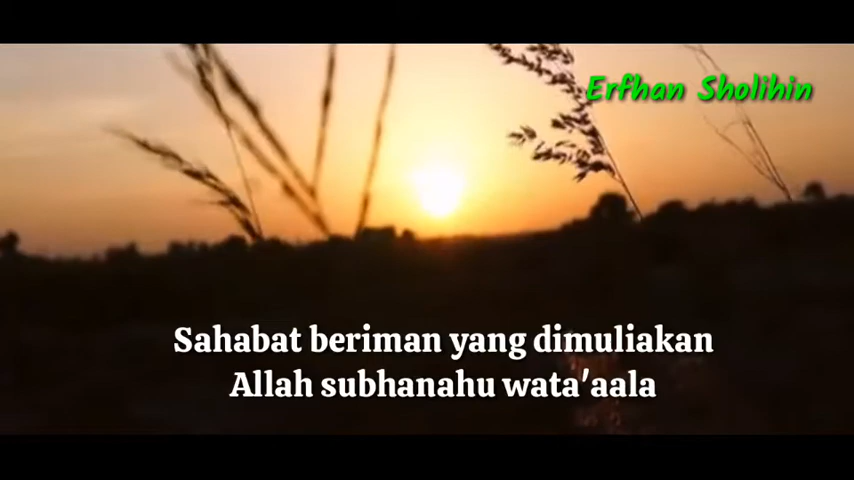 Erfhan Sholihin
Sahabat beriman yang dimuliakan
Allah subhanahu wata'aala